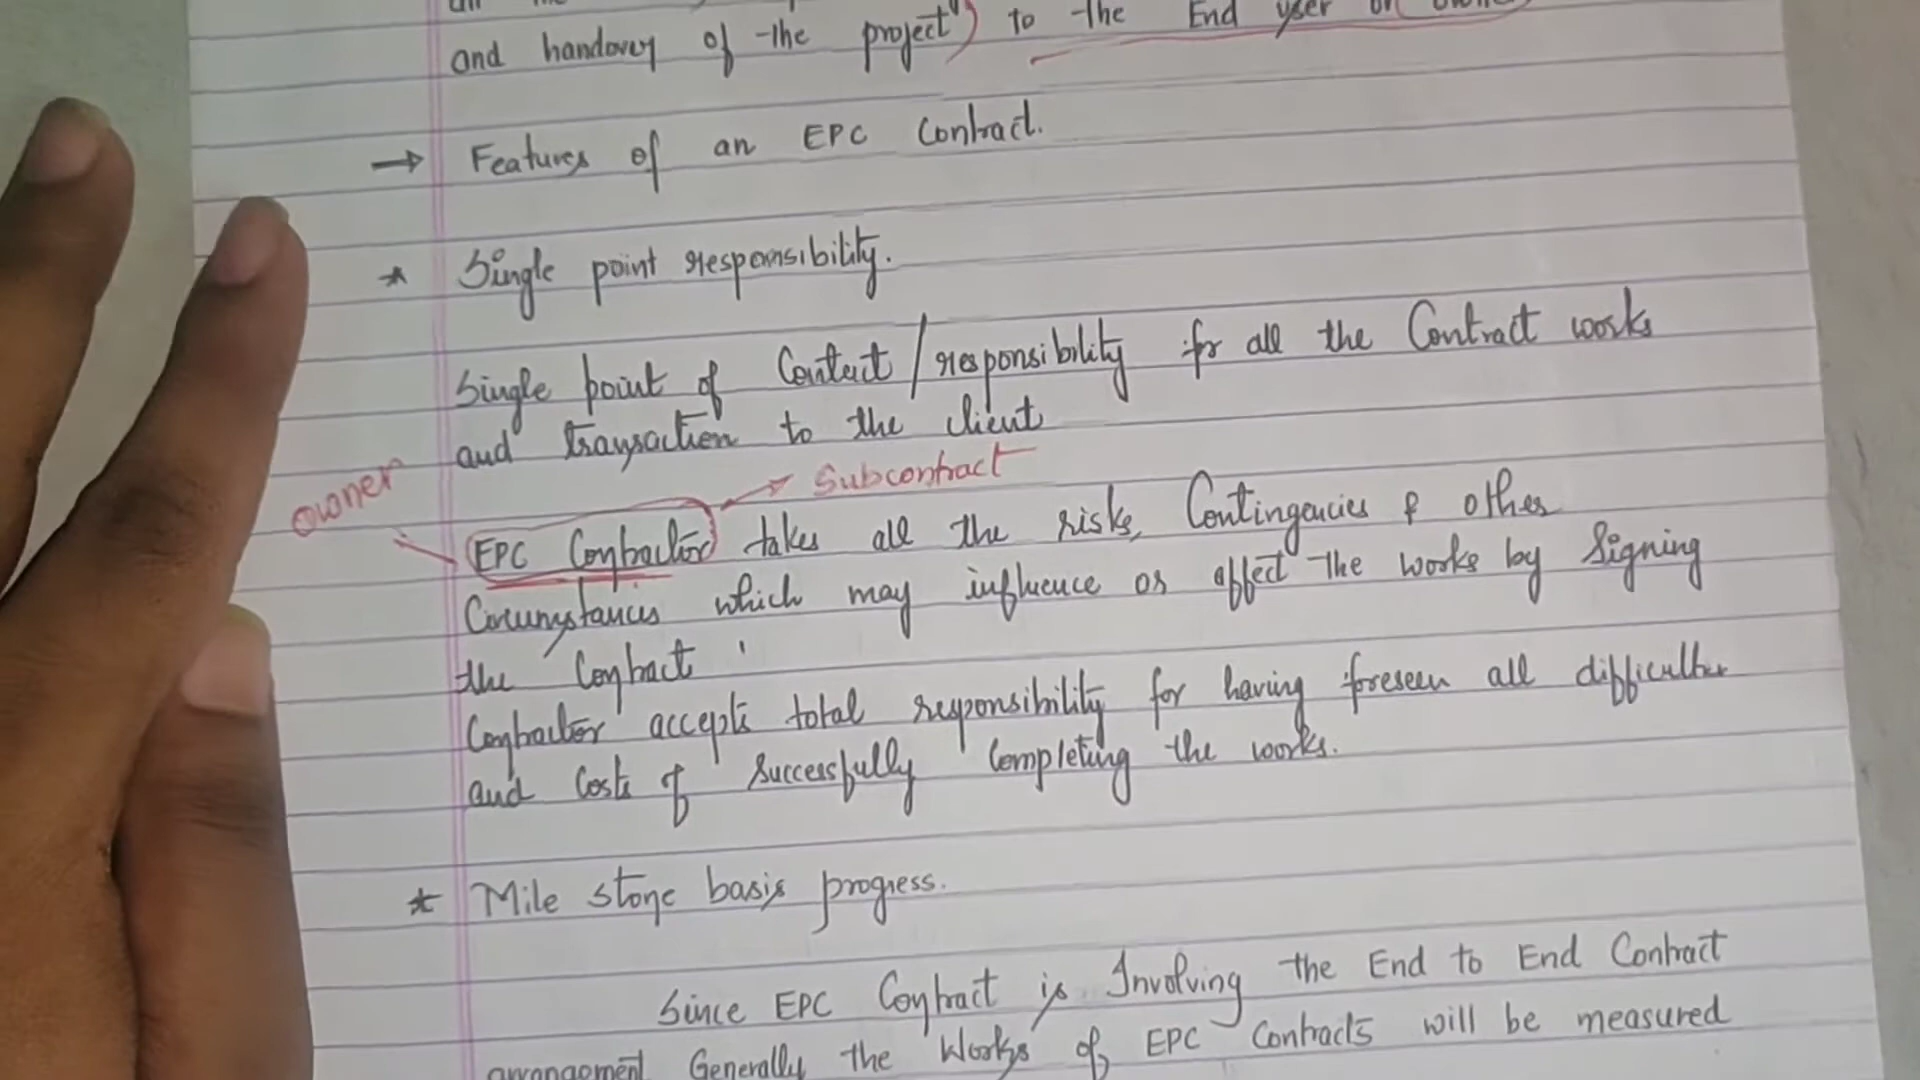 and handover of the project") to the End user or
→ Features of an EPC Contract.
* Single point responsibility.
Single point of Contact / responsibility for all the Contract works
and transaction to the client
owner
Subcontract
EPC Contractor takes all the risks, Contingencies & other
Circumstances which may influence or affect the works by Signing
the Contract.
Contractor accepts total responsibility for having foreseen all difficulties
and Costs of Successfully Completing the works.
* Mile stone basis progress.
Since EPC Contract is Involving the End to End Contract
arrangement Generally the Works of EPC Contracts will be measured